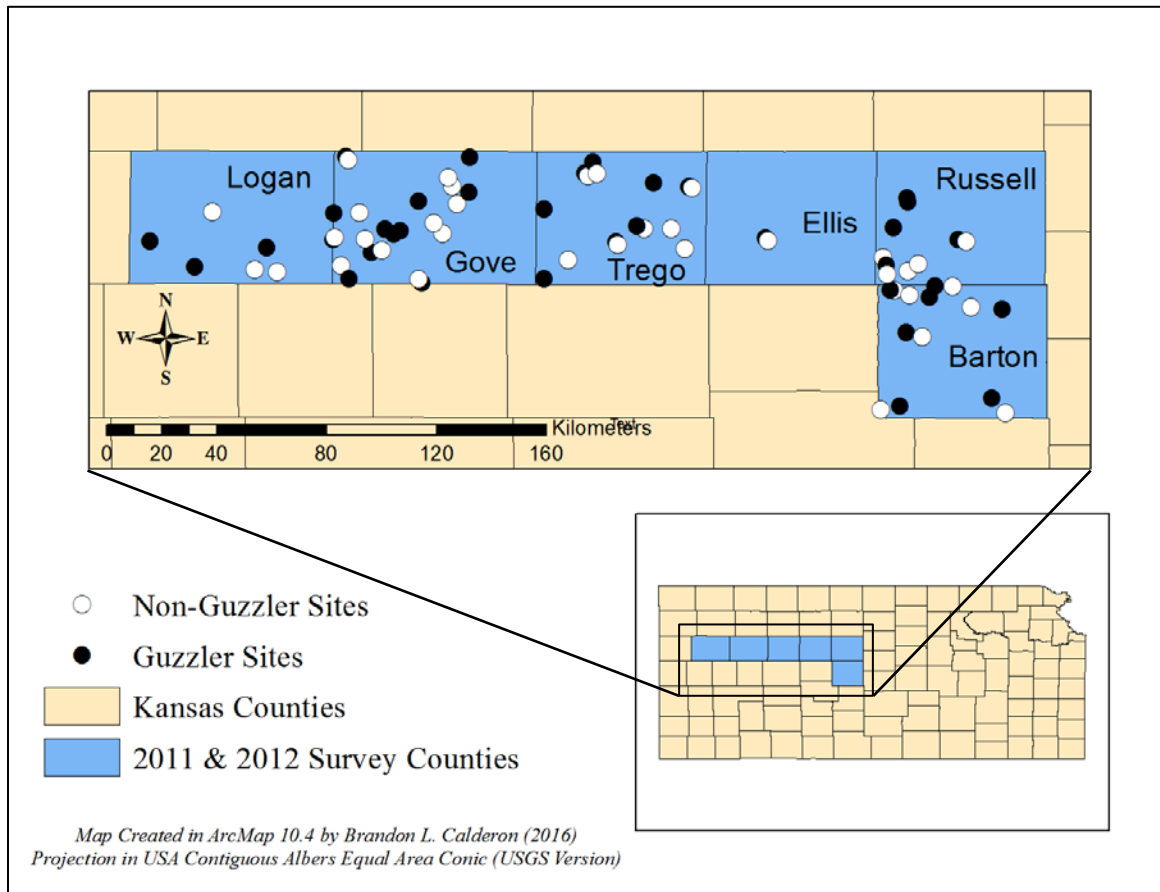 Logan
Russell
Ellis
Gove
Trego
Barton
N
W E
S
Text
Kilometers
0 20 40 80 120 160
Non-Guzzler Sites
Guzzler Sites
Kansas Counties
2011 & 2012 Survey Counties
Map Created in ArcMap 10.4 by Brandon L. Calderon (2016)
Projection in USA Contiguous Albers Equal Area Conic (USGS Version)